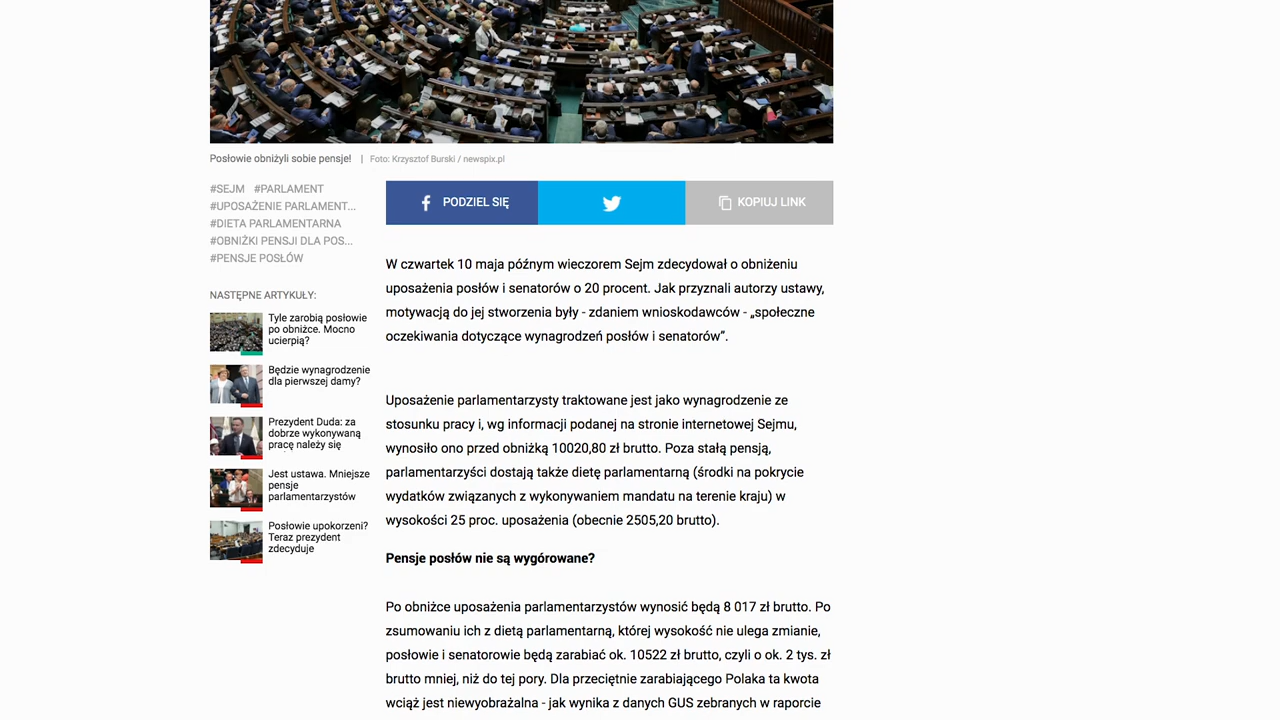 Posłowie obniżyli sobie pensje! | Foto: Krzysztof Burski / newspix.pl
#SEJM #PARLAMENT
#UPOSAŻENIE PARLAMENT...
#DIETA PARLAMENTARNA
#OBNIŻKI PENSJI DLA POS...
#PENSJE POSŁÓW
NASTĘPNE ARTYKUŁY:
Tyle zarobią posłowie
po obniżce. Mocno
ucierpią?
Będzie wynagrodzenie
dla pierwszej damy?
Prezydent Duda: za
dobrze wykonywaną
pracę należy się
Jest ustawa. Mniejsze
pensje
parlamentarzystów
Posłowie upokorzeni?
Teraz prezydent
zdecyduje
PODZIEL SIĘ
KOPIUJ LINK
W czwartek 10 maja późnym wieczorem Sejm zdecydował o obniżeniu
uposażenia posłów i senatorów o 20 procent. Jak przyznali autorzy ustawy,
motywacją do jej stworzenia były - zdaniem wnioskodawców - „społeczne
oczekiwania dotyczące wynagrodzeń posłów i senatorów”.
Uposażenie parlamentarzysty traktowane jest jako wynagrodzenie ze
stosunku pracy i, wg informacji podanej na stronie internetowej Sejmu,
wynosiło ono przed obniżką 10020,80 zł brutto. Poza stałą pensją,
parlamentarzyści dostają także dietę parlamentarną (środki na pokrycie
wydatków związanych z wykonywaniem mandatu na terenie kraju) w
wysokości 25 proc. uposażenia (obecnie 2505,20 brutto).
Pensje posłów nie są wygórowane?
Po obniżce uposażenia parlamentarzystów wynosić będą 8 017 zł brutto. Po
zsumowaniu ich z dietą parlamentarną, której wysokość nie ulega zmianie,
posłowie i senatorowie będą zarabiać ok. 10522 zł brutto, czyli o ok. 2 tys. zł
brutto mniej, niż do tej pory. Dla przeciętnie zarabiającego Polaka ta kwota
wciąż jest niewyobrażalna - jak wynika z danych GUS zebranych w raporcie